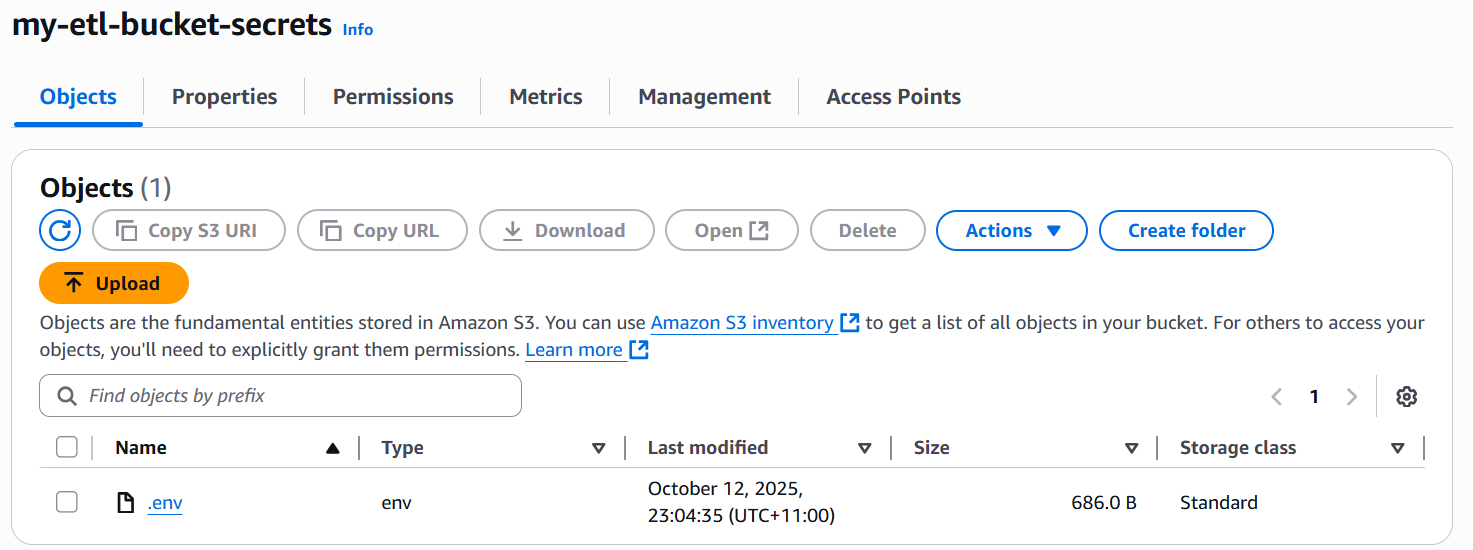 my-etl-bucket-secrets Info
Objects Properties Permissions Metrics Management Access Points
Objects (1)
Copy S3 URI Copy URL Download Open Delete Actions Create folder
Upload
Objects are the fundamental entities stored in Amazon S3. You can use Amazon S3 inventory to get a list of all objects in your bucket. For others to access your
objects, you'll need to explicitly grant them permissions. Learn more
Find objects by prefix 1
Name Type Last modified Size Storage class
.env env October 12, 2025, 686.0 B Standard
23:04:35 (UTC+11:00)